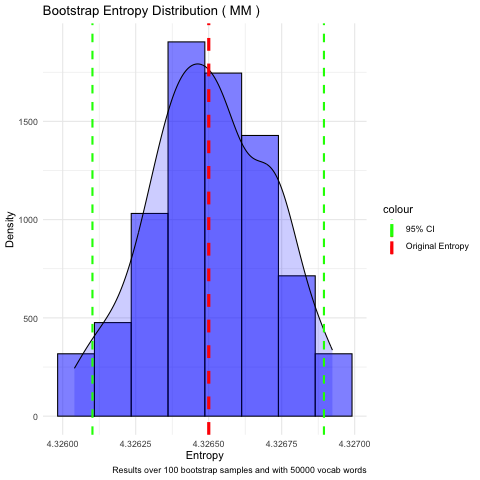 Bootstrap Entropy Distribution ( MM )
Density
1500
1000
500
0
4.32600 4.32625 4.32650 4.32675 4.32700
Entropy
colour
95% CI
Original Entropy
Results over 100 bootstrap samples and with 50000 vocab words